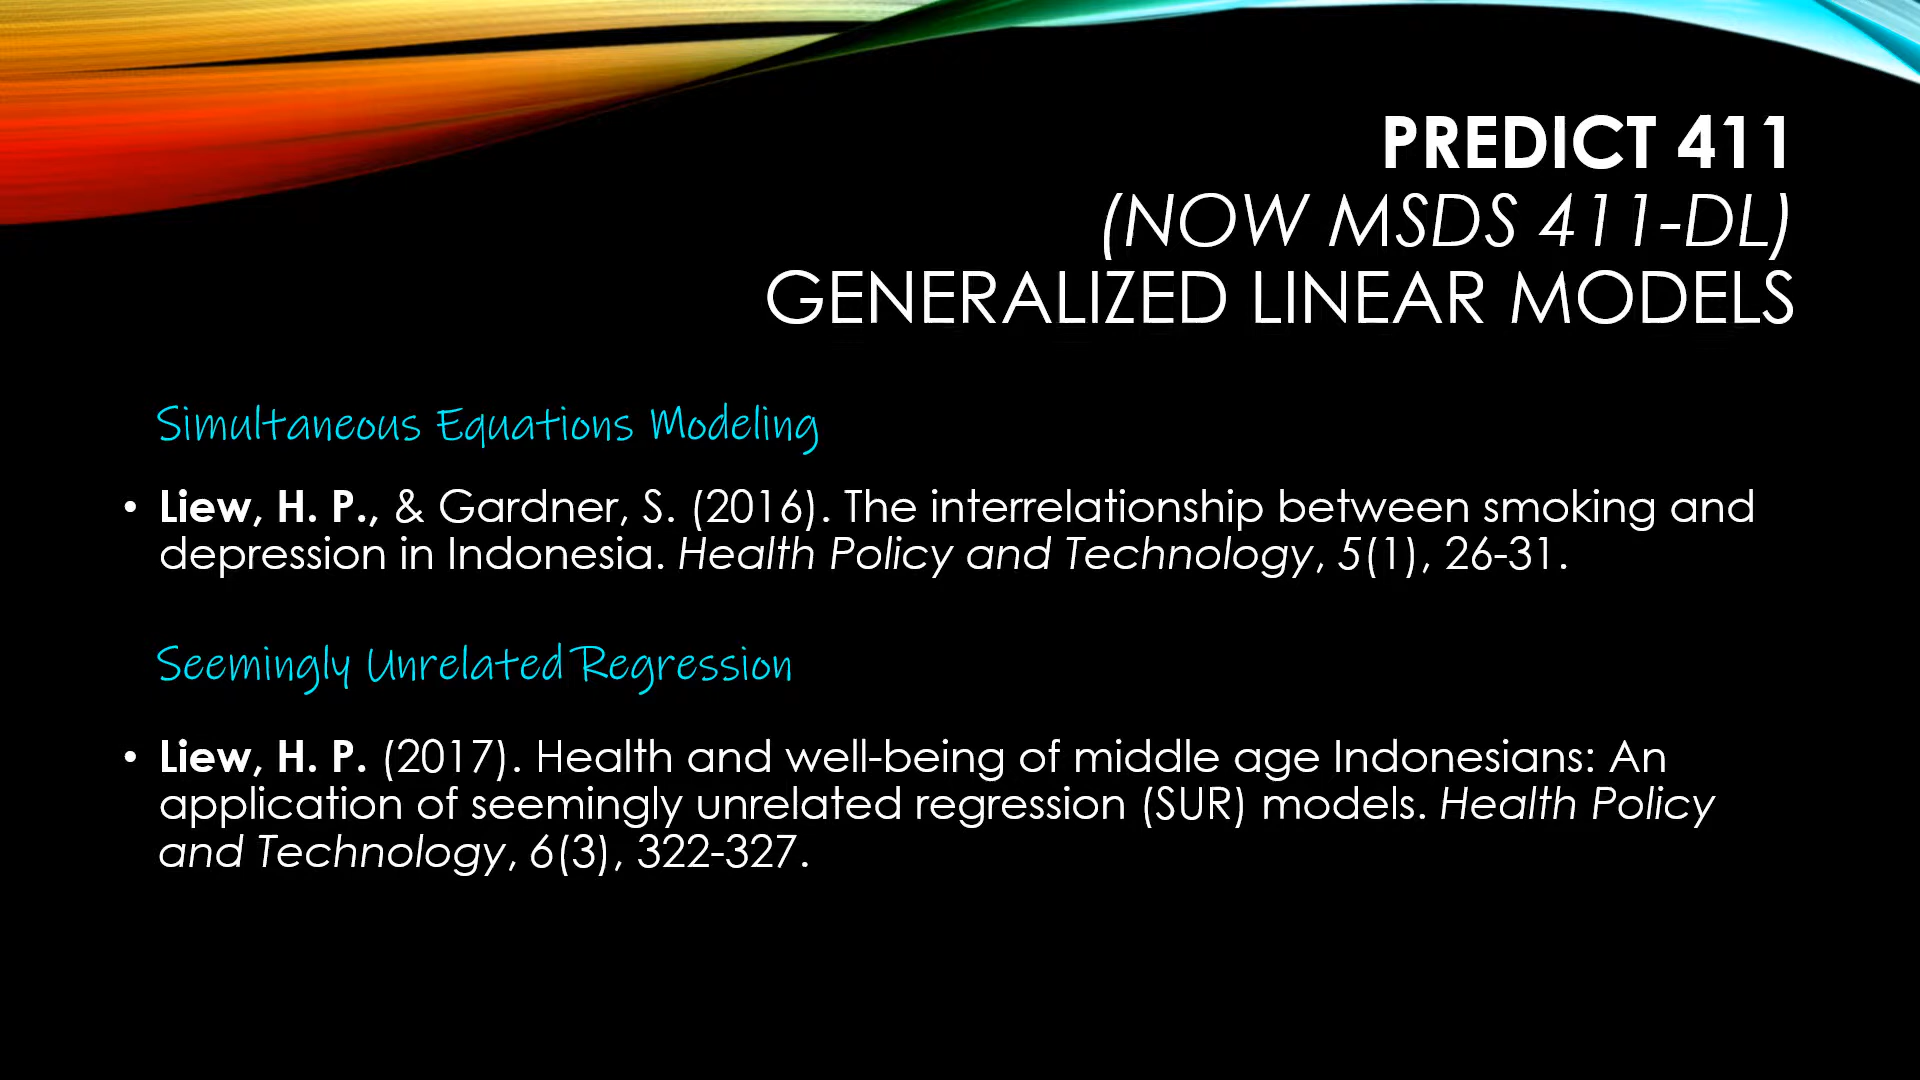 PREDICT 411
(NOW MSDS 411-DL)
GENERALIZED LINEAR MODELS
Simultaneous Equations Modeling
• Liew, H. P., & Gardner, S. (2016). The interrelationship between smoking and
depression in Indonesia. Health Policy and Technology, 5(1), 26-31.
Seemingly Unrelated Regression
• Liew, H. P. (2017). Health and well-being of middle age Indonesians: An
application of seemingly unrelated regression (SUR) models. Health Policy
and Technology, 6(3), 322-327.